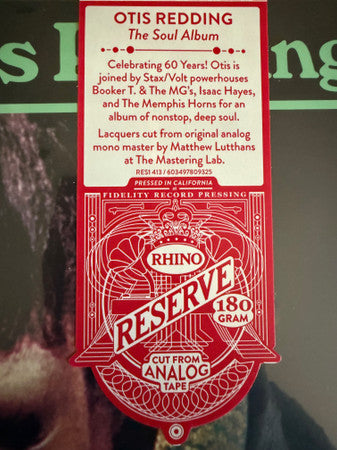 OTIS REDDING
The Soul Album
Celebrating 60 Years! Otis is
joined by Stax/Volt powerhouses
Booker T. & The MG's, Isaac Hayes,
and The Memphis Horns for an
album of nonstop, deep soul.
Lacquers cut from original analog
mono master by Matthew Lutthans
at The Mastering Lab.
RES1 413 / 603497809325
PRESSED IN CALIFORNIA
AT
FIDELITY RECORD PRESSING
RHINO
RESERVE
180
GRAM
CUT FROM
ANALOG
TAPE